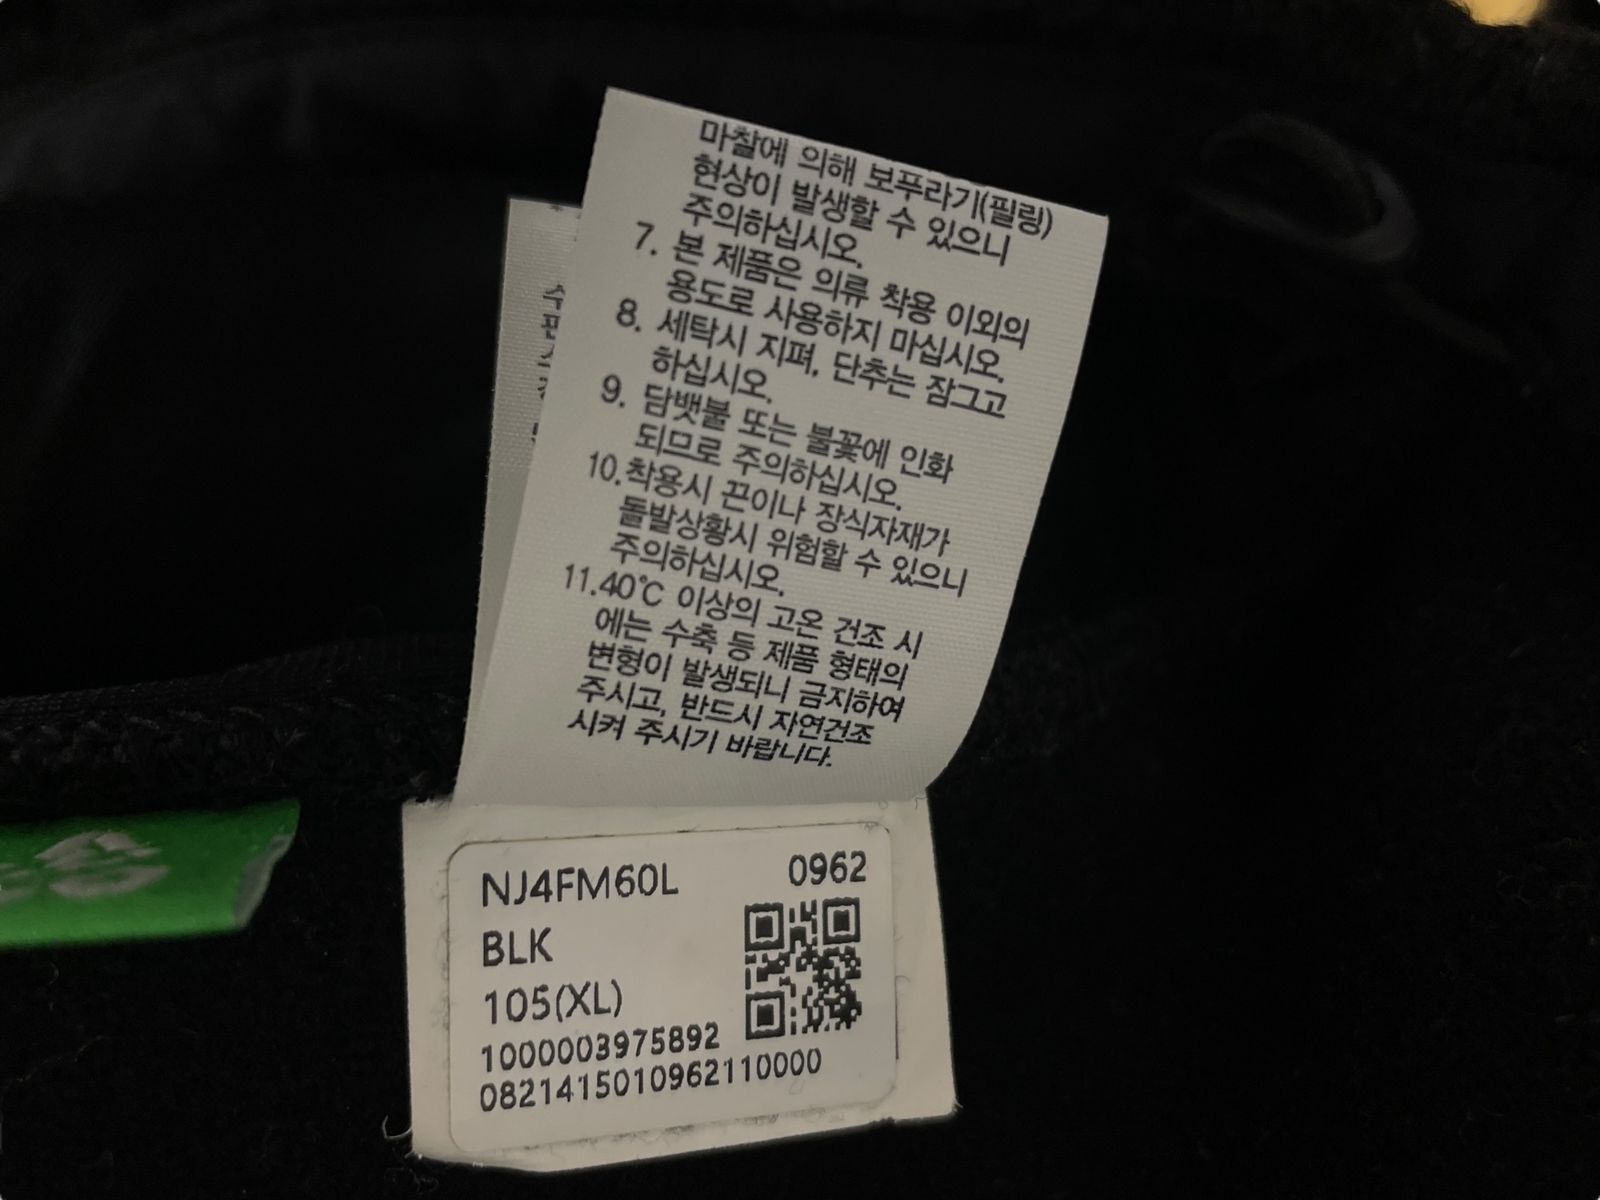 마찰에 의해 보푸라기(필링)
현상이 발생할 수 있으니
주의하십시오.
7. 본 제품은 의류 착용 이외의
용도로 사용하지 마십시오.
8. 세탁시 지퍼, 단추는 잠그고
하십시오.
9. 담뱃불 또는 불꽃에 인화
되므로 주의하십시오.
10.착용시 끈이나 장식자재가
돌발상황시 위험할 수 있으니
주의하십시오.
11.40℃ 이상의 고온 건조 시
에는 수축 등 제품 형태의
변형이 발생되니 금지하여
주시고, 반드시 자연건조
시켜 주시기 바랍니다.
NJ4FM60L 0962
BLK
105(XL)
1000003975892
0821415010962110000